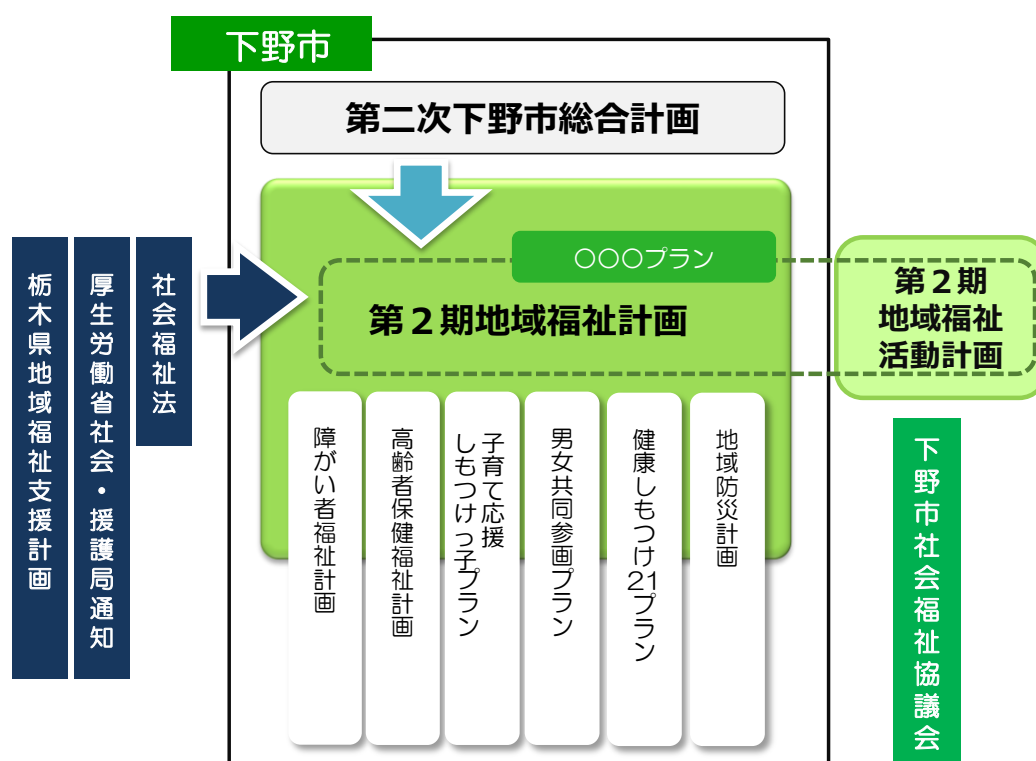 下野市
第二次下野市総合計画
〇〇〇プラン
第２期地域福祉計画
第２期
地域福祉
活動計画
社会福祉法
厚生労働省社会・援護局通知
栃木県地域福祉支援計画
障がい者福祉計画
高齢者保健福祉計画
子育て応援
しもつけっ子プラン
男女共同参画プラン
健康しもつけ21プラン
地域防災計画
下野市社会福祉協議会